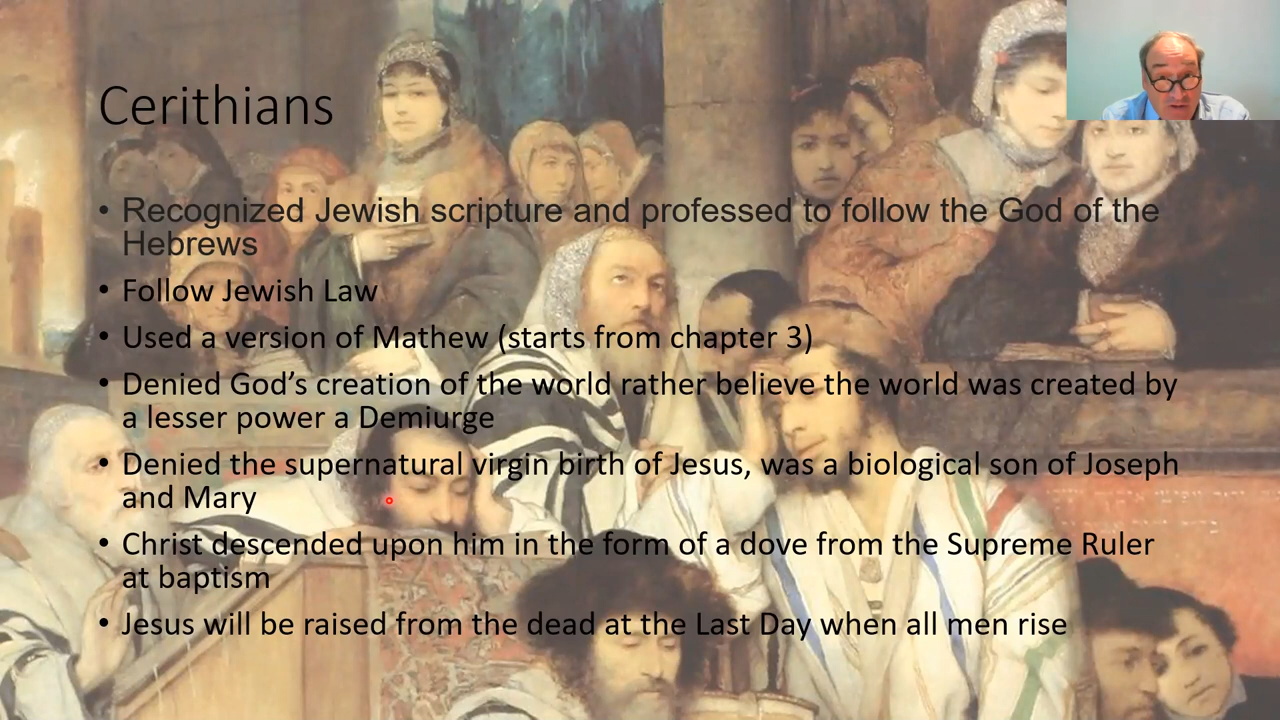 Cerithians
• Recognized Jewish scripture and professed to follow the God of the
Hebrews
• Follow Jewish Law
• Used a version of Mathew (starts from chapter 3)
• Denied God’s creation of the world rather believe the world was created by
a lesser power a Demiurge
• Denied the supernatural virgin birth of Jesus, was a biological son of Joseph
and Mary
• Christ descended upon him in the form of a dove from the Supreme Ruler
at baptism
• Jesus will be raised from the dead at the Last Day when all men rise